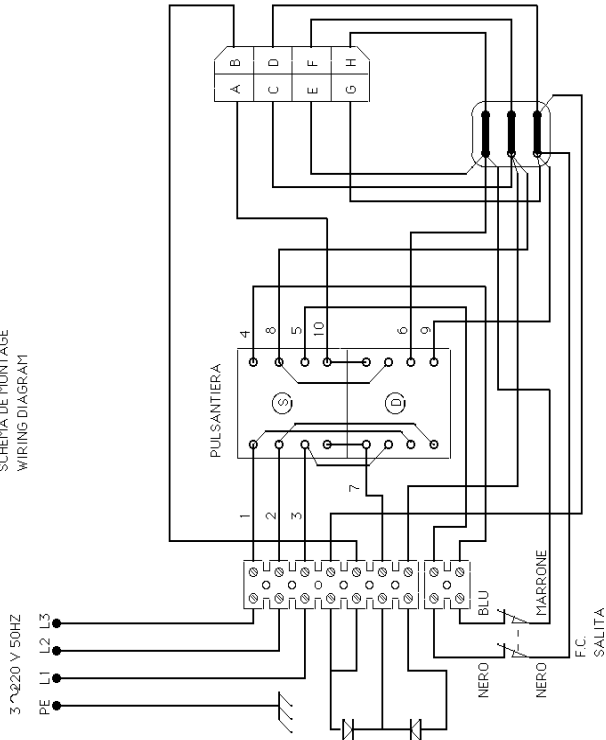 SCHEMA DE MONTAGE
WIRING DIAGRAM
3 ~220 V 50HZ
PE L1 L2 L3
PULSANTIERA
S
D
1
2
3
7
4
8
5
10
6
9
A C E G
B D F H
NERO
BLU
NERO
MARRONE
F.C.
SALITA